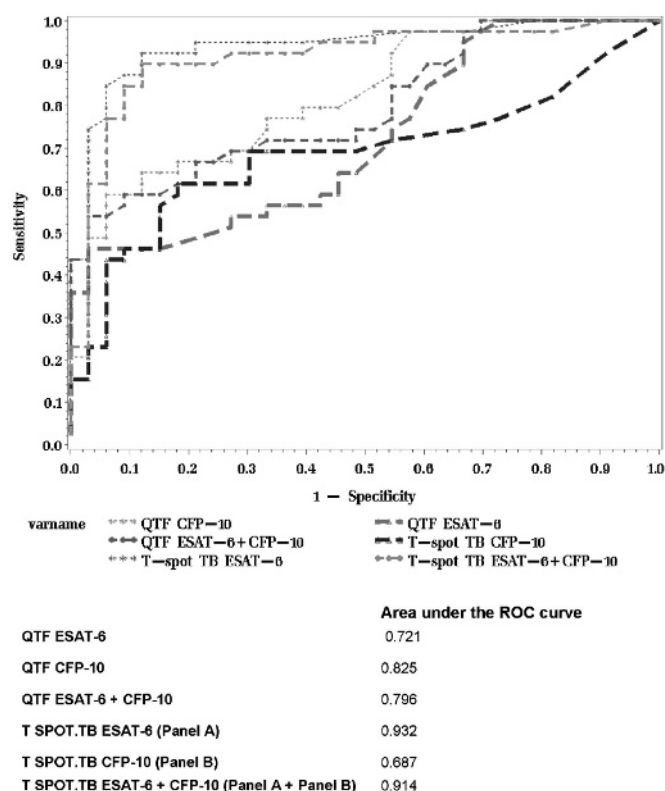 1.0
0.9
0.8
0.7
0.6
0.5
0.4
0.3
0.2
0.1
0.0
Sensitivity
0.0 0.1 0.2 0.3 0.4 0.5 0.6 0.7 0.8 0.9 1.0
1 — Specificity
varname QTF CFP—10 QTF ESAT—6
QTF ESAT—6+CFP—10 T—spot TB CFP—10
T—spot TB ESAT—6 T—spot TB ESAT—6+CFP—10
Area under the ROC curve
QTF ESAT-6 0.721
QTF CFP-10 0.825
QTF ESAT-6 + CFP-10 0.796
T SPOT.TB ESAT-6 (Panel A) 0.932
T SPOT.TB CFP-10 (Panel B) 0.687
T SPOT.TB ESAT-6 + CFP-10 (Panel A + Panel B) 0.914